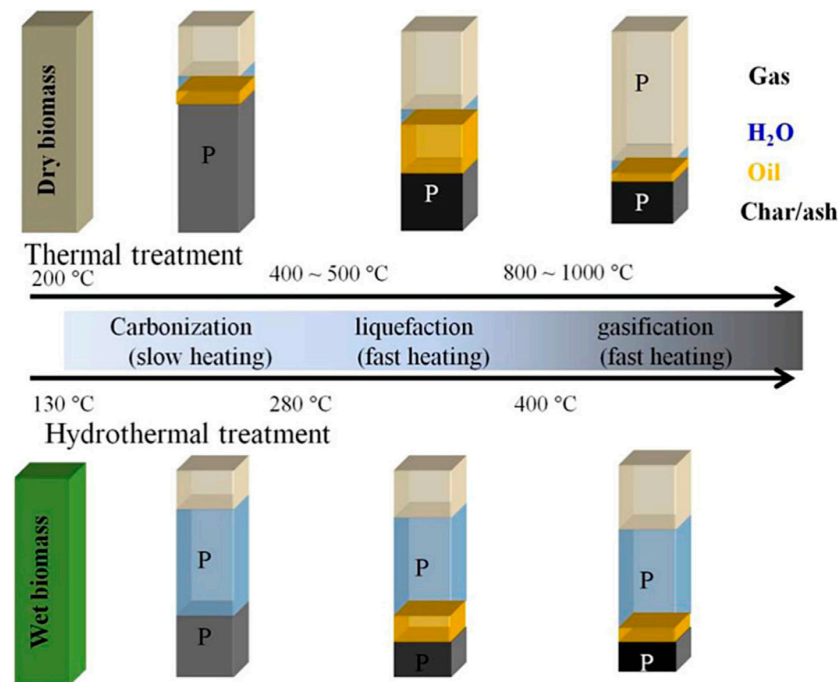 Dry biomass
P
P
P
P
Gas
H₂O
Oil
Char/ash
Thermal treatment
200 °C
400 ~ 500 °C
800 ~ 1000 °C
Carbonization
(slow heating)
liquefaction
(fast heating)
gasification
(fast heating)
130 °C
280 °C
400 °C
Hydrothermal treatment
Wet biomass
P
P
P
P
P
P